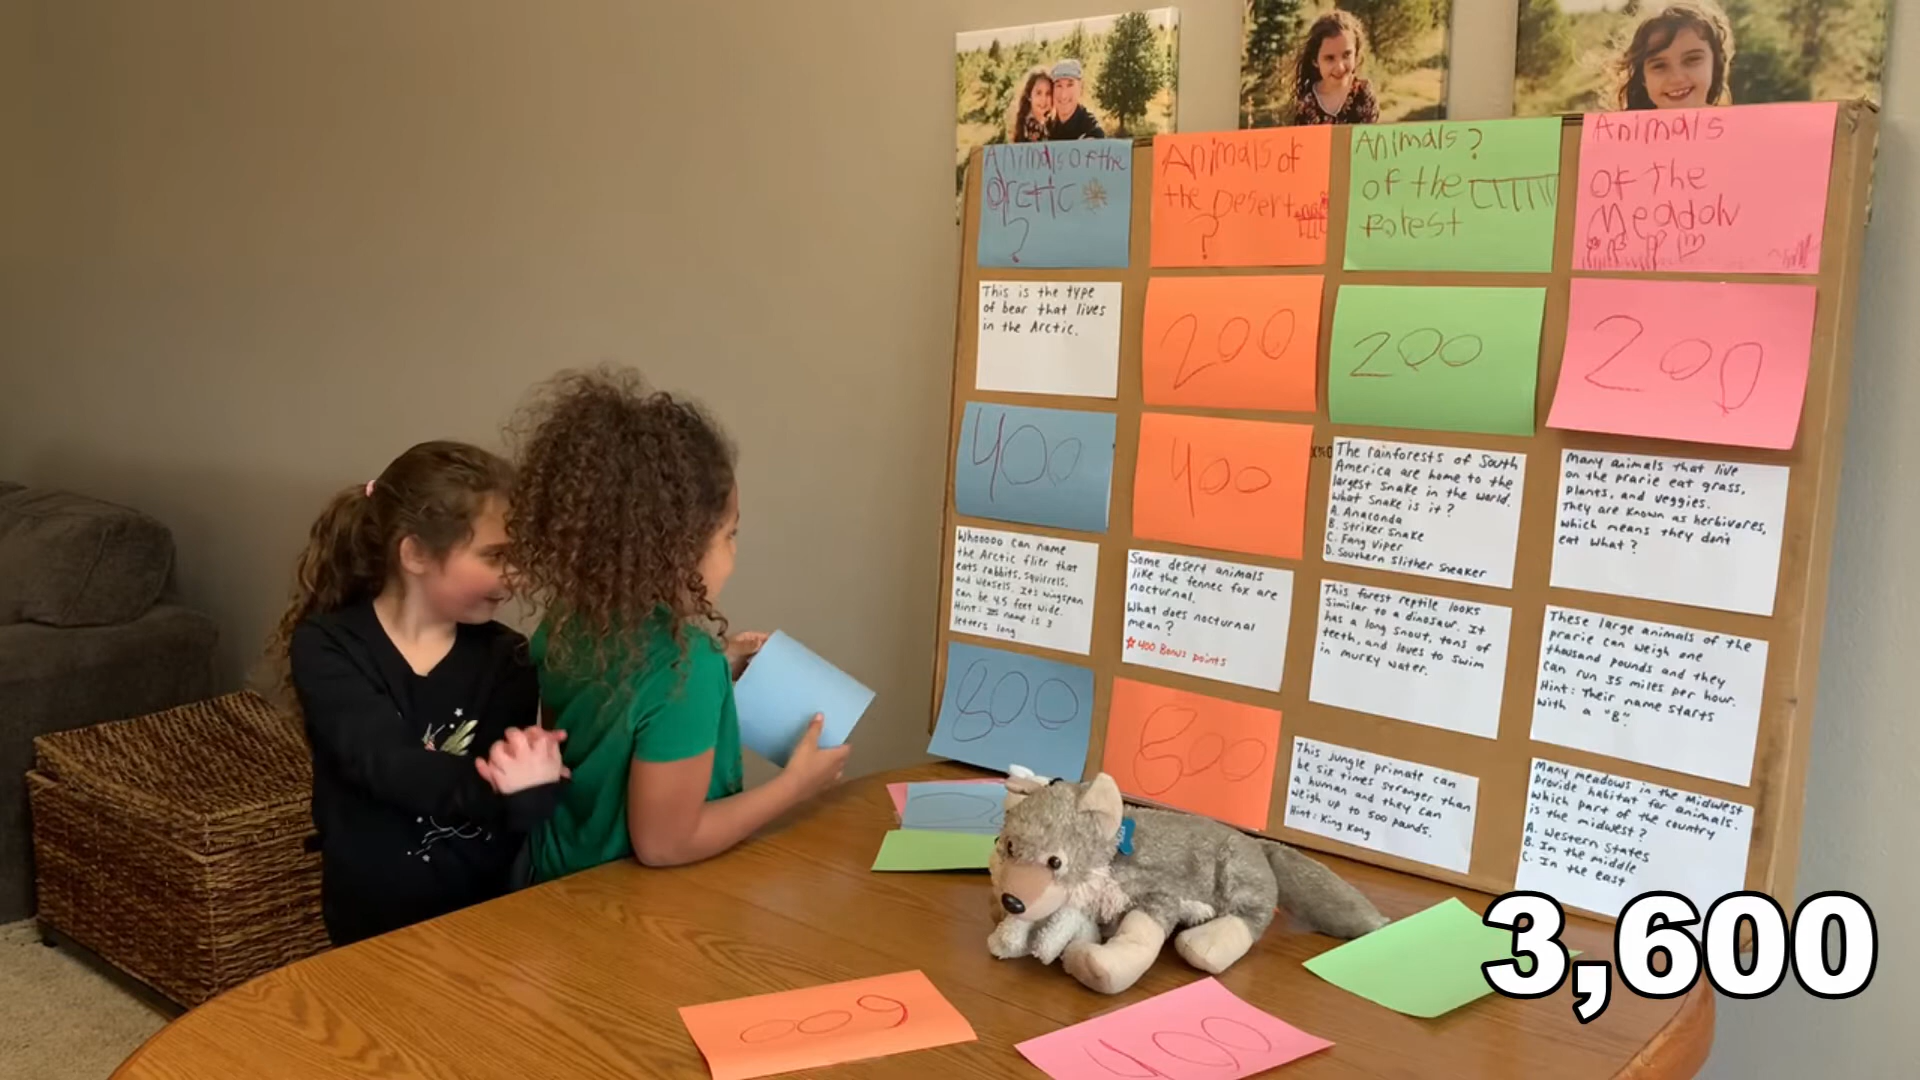 Animals Of the
arctic
?
Animals of
the Desert
?
Animals ?
of the
Forest
Animals
OF The
Meadow
This is the type
of bear that lives
in the Arctic.
200
200
200
400
400
The rainforests of South
America are home to the
largest snake in the world.
What snake is it?
A. Anaconda
B. Striker Snake
C. Fang Viper
D. Southern Slither Sneaker
Many animals that live
on the prarie eat grass,
plants, and veggies.
They are known as herbivores,
which means they don't
eat what?
Whooooo can name
the Arctic flier that
eats rabbits, squirrels,
and weasels. Its wingspan
can be 4.5 feet wide.
Hint: name is 3
letters long
Some desert animals
like the fennec fox are
nocturnal.
What does nocturnal
mean?
400 Bonus points
This forest reptile looks
similar to a dinosaur. It
has a long snout, tons of
teeth, and loves to swim
in murky water.
These large animals of the
prarie can weigh one
thousand pounds and they
can run 35 miles per hour.
Hint: Their name starts
with a "B"
800
800
This jungle primate can
be six times stronger than
a human and they can
weigh up to 500 pounds.
Hint: King Kong
Many meadows in the Midwest
provide habitat for animals.
Which part of the country
is the midwest?
A. Western States
B. In the middle
C. In the east
600
400
3,600